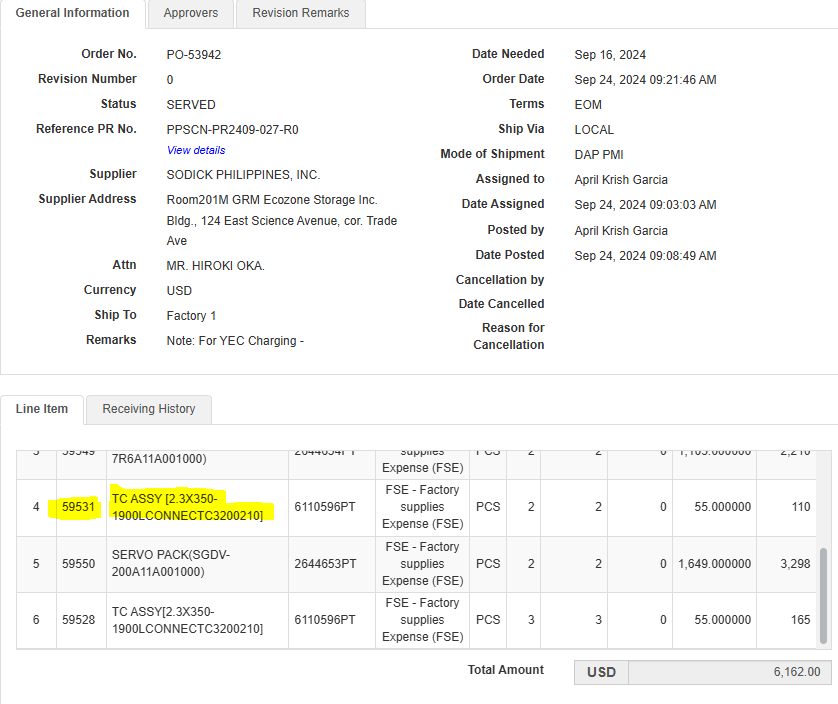 General Information
Approvers
Revision Remarks
Order No. PO-53942
Revision Number 0
Status SERVED
Reference PR No. PPSCN-PR2409-027-R0
View details
Supplier SODICK PHILIPPINES, INC.
Supplier Address Room201M GRM Ecozone Storage Inc.
Bldg., 124 East Science Avenue, cor. Trade
Ave
Attn MR. HIROKI OKA.
Currency USD
Ship To Factory 1
Remarks Note: For YEC Charging -
Date Needed Sep 16, 2024
Order Date Sep 24, 2024 09:21:46 AM
Terms EOM
Ship Via LOCAL
Mode of Shipment DAP PMI
Assigned to April Krish Garcia
Date Assigned Sep 24, 2024 09:03:03 AM
Posted by April Krish Garcia
Date Posted Sep 24, 2024 09:08:49 AM
Cancellation by
Date Cancelled
Reason for
Cancellation
Line Item
Receiving History
7R6A11A001000)
supplies
Expense (FSE)
PCS 2 2 0
4 59531 TC ASSY [2.3X350-
1900LCONNECTC3200210]
6110596PT
FSE - Factory
supplies
Expense (FSE)
PCS 2 2 0 55.000000 110
5 59550 SERVO PACK(SGDV-
200A11A001000)
2644653PT
FSE - Factory
supplies
Expense (FSE)
PCS 2 2 0 1,649.000000 3,298
6 59528 TC ASSY[2.3X350-
1900LCONNECTC3200210]
6110596PT
FSE - Factory
supplies
Expense (FSE)
PCS 3 3 0 55.000000 165
Total Amount USD 6,162.00